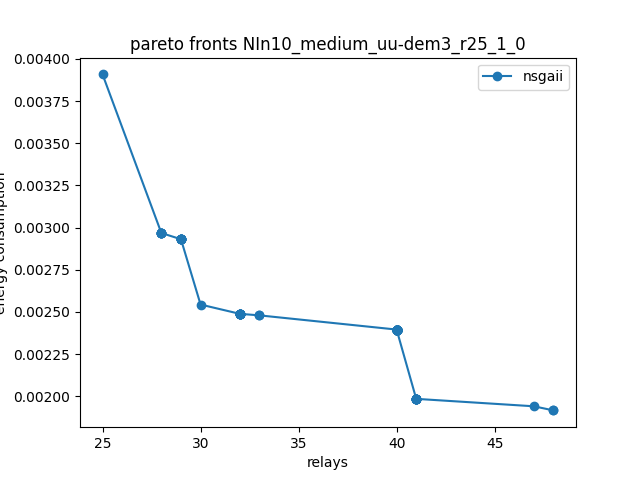 pareto fronts NIn10_medium_uu-dem3_r25_1_0
nsgaii
0.00400
0.00375
0.00350
0.00325
0.00300
0.00275
0.00250
0.00225
0.00200
energy consumption
25 30 35 40 45
relays